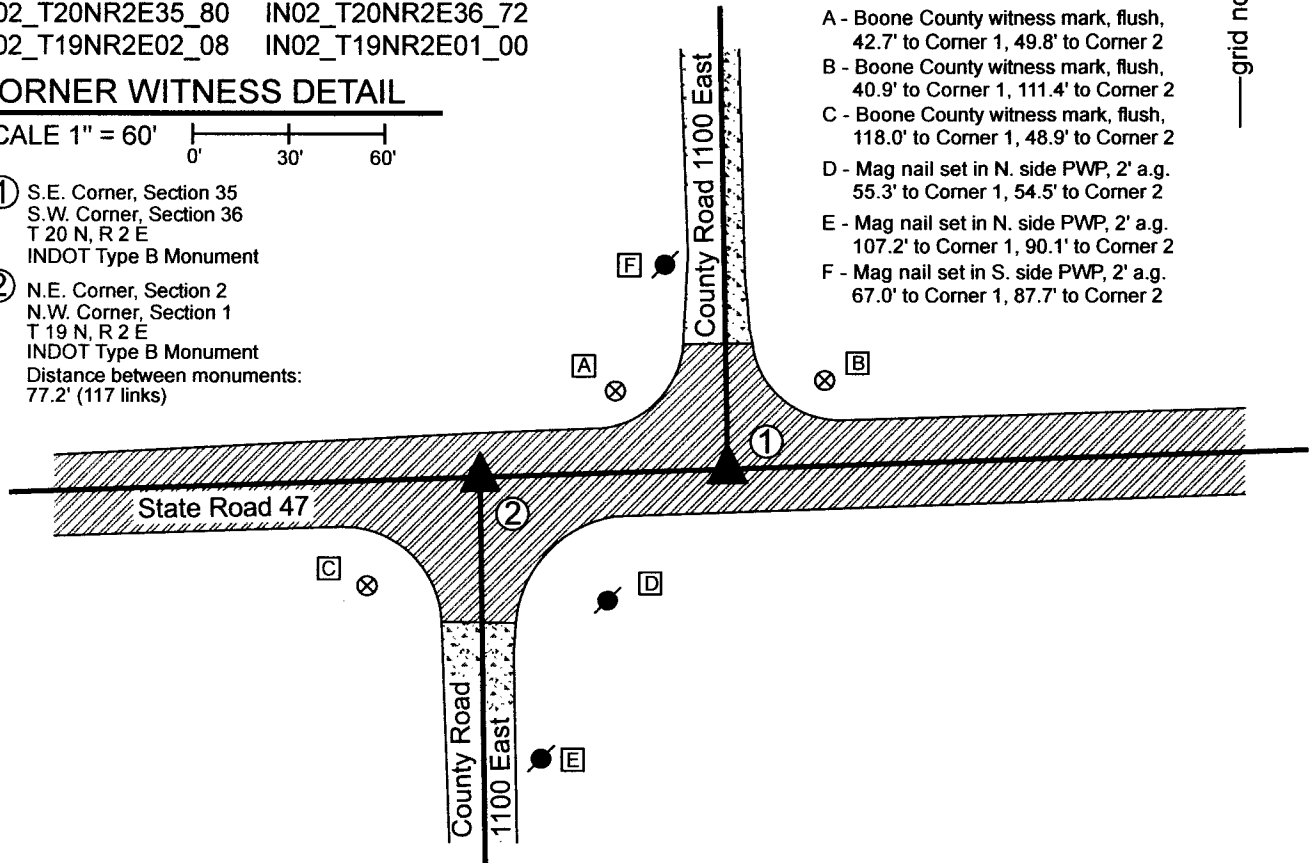 02_T20NR2E35_80 IN02_T20NR2E36_72
02_T19NR2E02_08 IN02_T19NR2E01_00
ORNER WITNESS DETAIL
CALE 1" = 60'
0' 30' 60'
1 S.E. Corner, Section 35
S.W. Corner, Section 36
T 20 N, R 2 E
INDOT Type B Monument
2 N.E. Corner, Section 2
N.W. Corner, Section 1
T 19 N, R 2 E
INDOT Type B Monument
Distance between monuments:
77.2' (117 links)
A - Boone County witness mark, flush,
42.7' to Corner 1, 49.8' to Corner 2
B - Boone County witness mark, flush,
40.9' to Corner 1, 111.4' to Corner 2
C - Boone County witness mark, flush,
118.0' to Corner 1, 48.9' to Corner 2
D - Mag nail set in N. side PWP, 2' a.g.
55.3' to Corner 1, 54.5' to Corner 2
E - Mag nail set in N. side PWP, 2' a.g.
107.2' to Corner 1, 90.1' to Corner 2
F - Mag nail set in S. side PWP, 2' a.g.
67.0' to Corner 1, 87.7' to Corner 2
grid
County Road 1100 East
F
A
B
1
State Road 47
2
C
D
County Road
1100 East
E